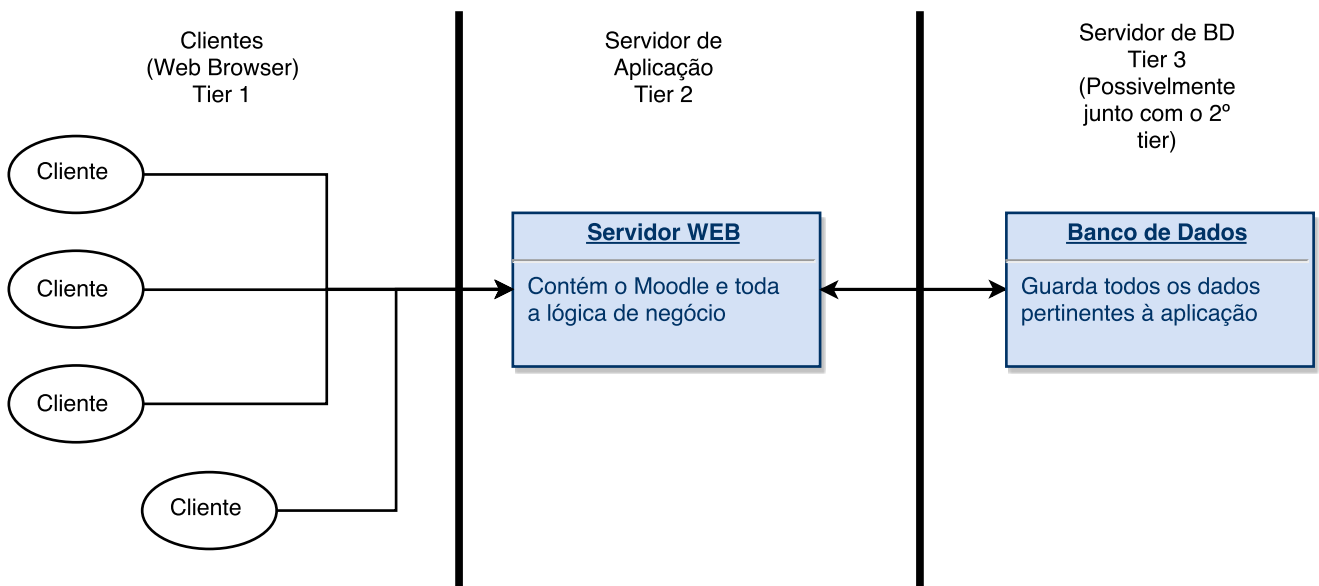 Clientes
(Web Browser)
Tier 1
Servidor de
Aplicação
Tier 2
Servidor de BD
Tier 3
(Possivelmente
junto com o 2º
tier)
Cliente
Cliente
Cliente
Cliente
Servidor WEB
Contém o Moodle e toda
a lógica de negócio
Banco de Dados
Guarda todos os dados
pertinentes à aplicação